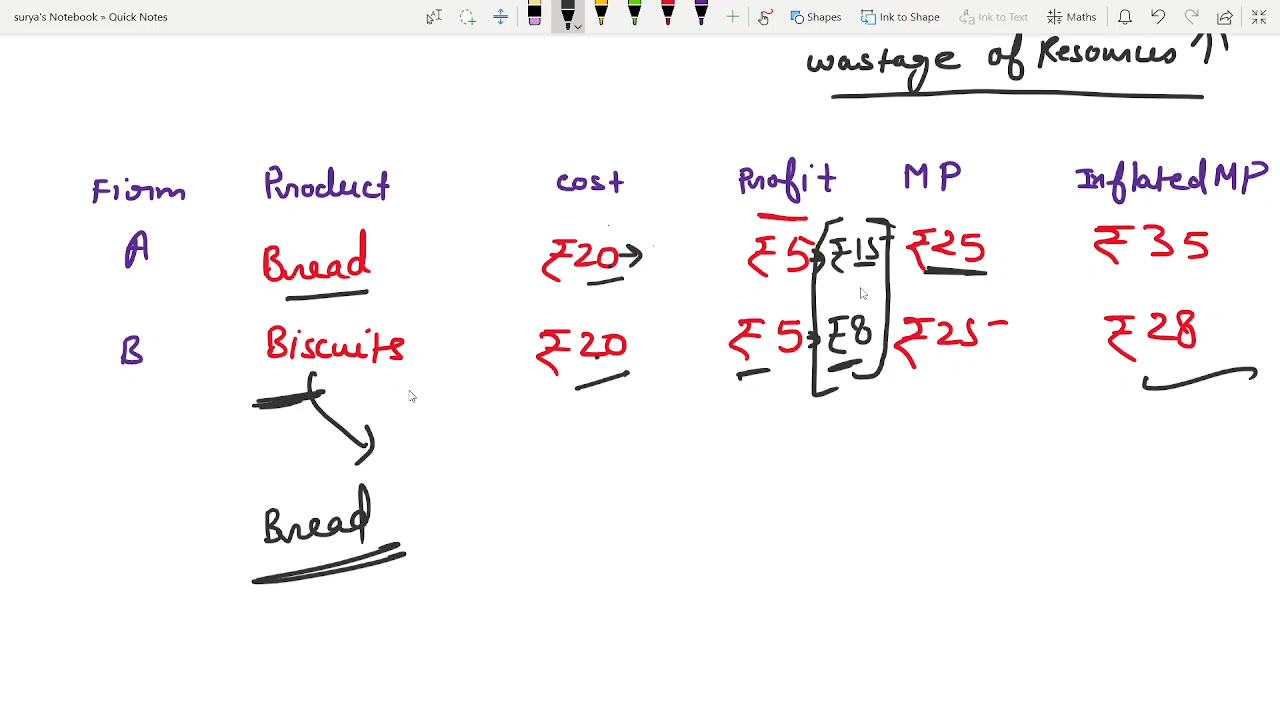 surya's Notebook » Quick Notes Shapes Ink to Shape Ink to Text Maths
wastage of Resources ↑↑
Firm Product cost Profit MP Inflated MP
A Bread ₹20→ ₹5 → ₹15 ₹25 ₹35
B Biscuits ₹20 ₹5 → ₹8 ₹25 ₹28
Bread